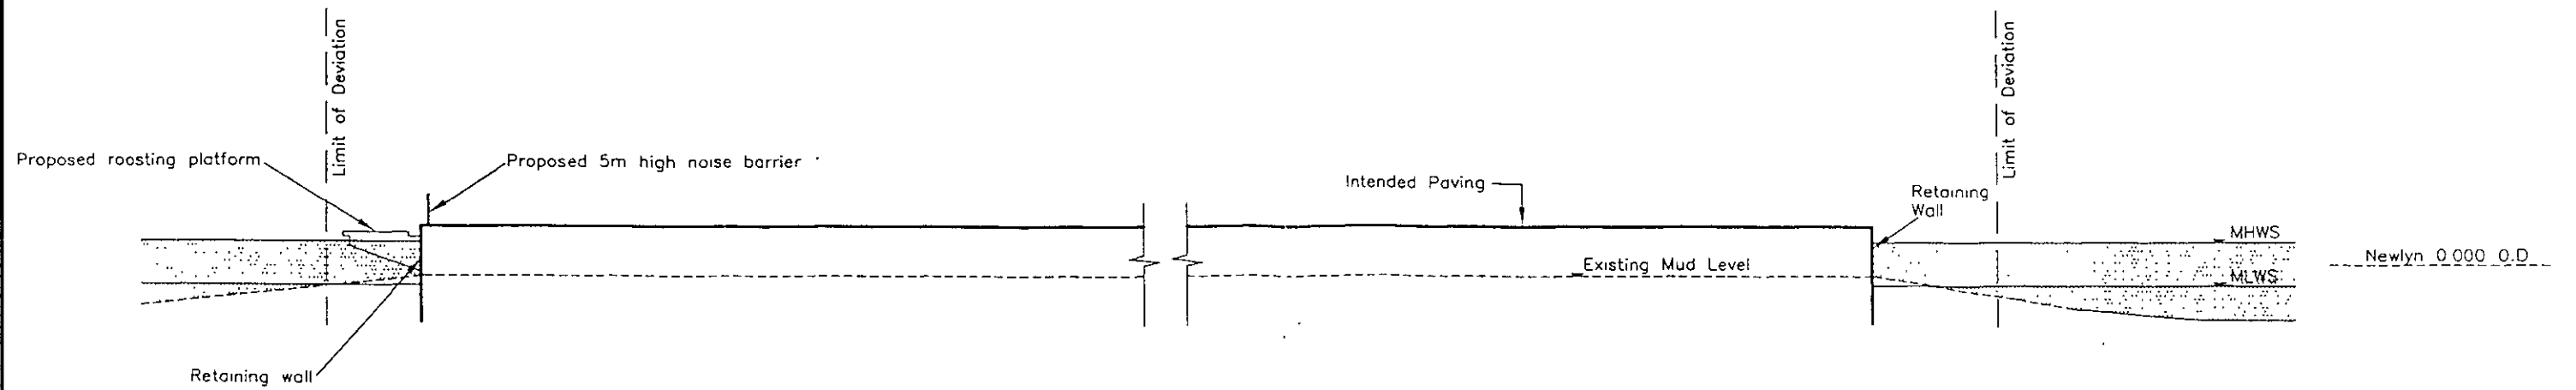 Limit of Deviation
Proposed roosting platform
Proposed 5m high noise barrier
Retaining wall
Intended Paving
Existing Mud Level
Retaining
Wall
Limit of Deviation
MHWS
MLWS
Newlyn 0.000 O.D